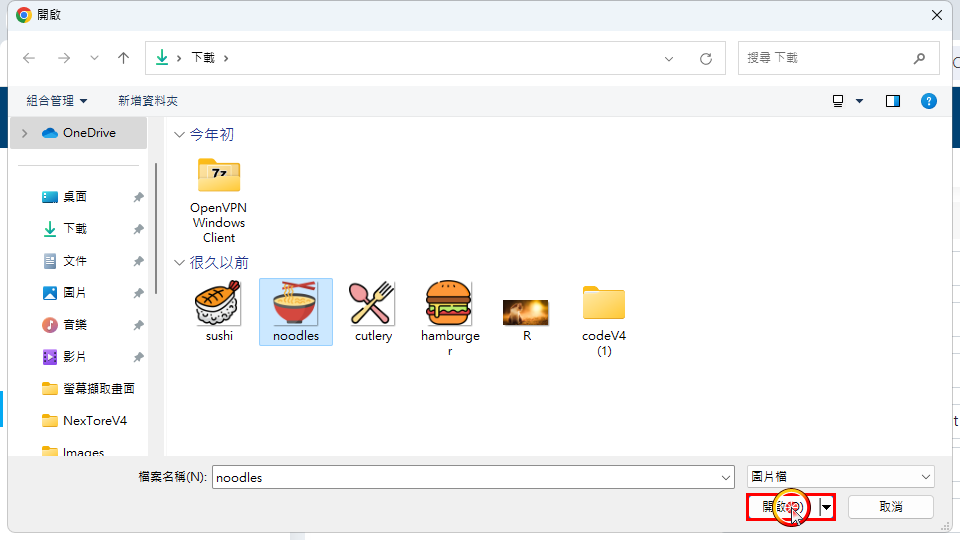 開啟
下載
搜尋 下載
組合管理
新增資料夾
OneDrive
桌面
下載
文件
圖片
音樂
影片
螢幕擷取畫面
NexToreV4
Images
今年初
OpenVPN
Windows
Client
很久以前
sushi
noodles
cutlery
hamburge
r
R
codeV4
(1)
檔案名稱(N):
noodles
圖片檔
開啟(O)
取消